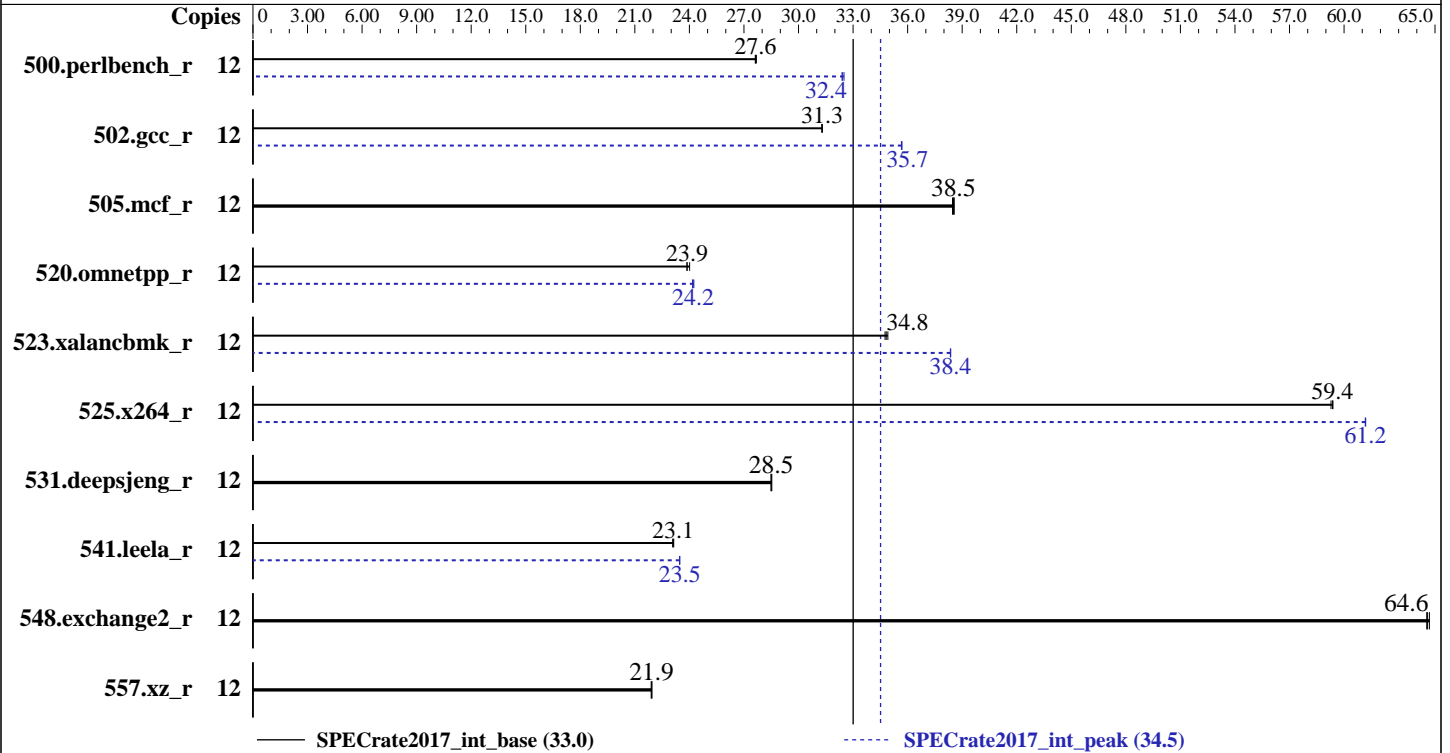 Copies 0 3.00 6.00 9.00 12.0 15.0 18.0 21.0 24.0 27.0 30.0 33.0 36.0 39.0 42.0 45.0 48.0 51.0 54.0 57.0 60.0 65.0
27.6
500.perlbench_r 12
32.4
31.3
502.gcc_r 12
35.7
38.5
505.mcf_r 12
23.9
520.omnetpp_r 12
24.2
34.8
523.xalancbmk_r 12
38.4
59.4
525.x264_r 12
61.2
28.5
531.deepsjeng_r 12
23.1
541.leela_r 12
23.5
64.6
548.exchange2_r 12
21.9
557.xz_r 12
SPECrate2017_int_base (33.0) SPECrate2017_int_peak (34.5)